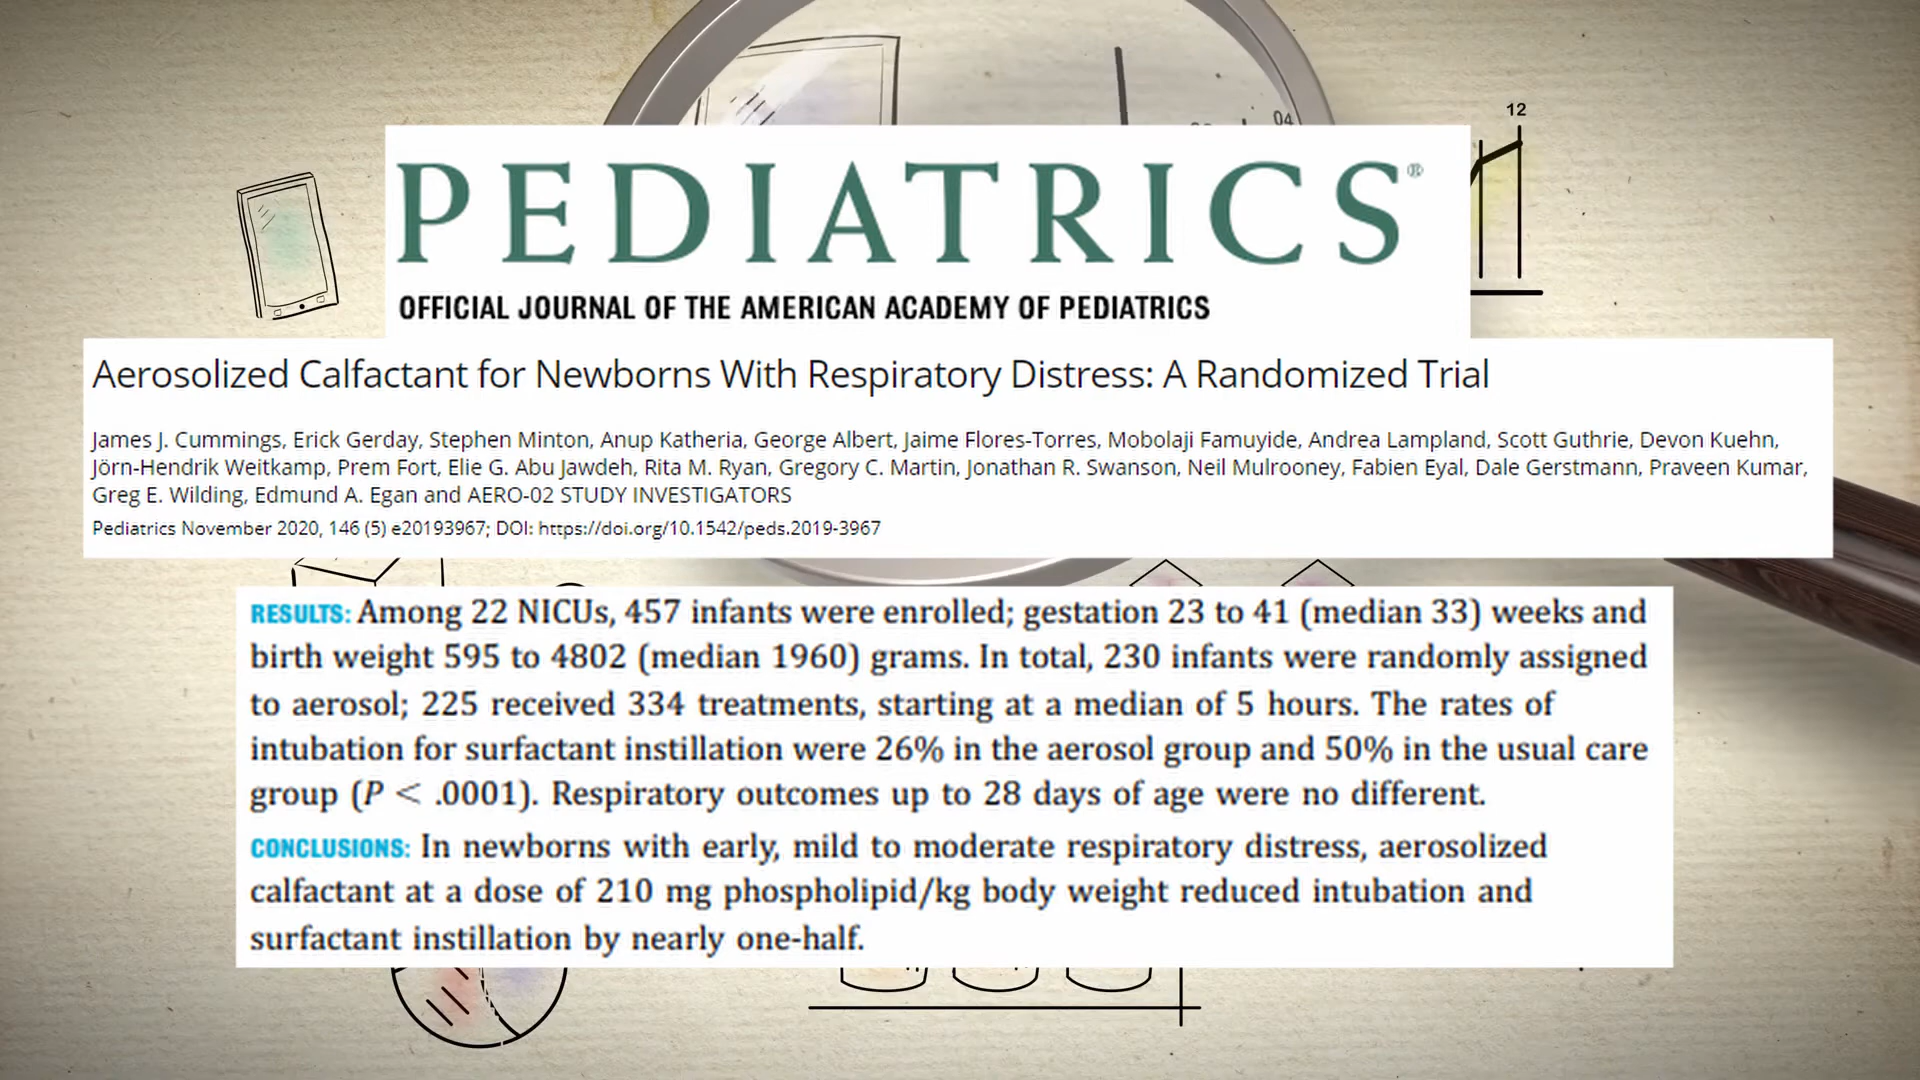 12
04
PEDIATRICS®
OFFICIAL JOURNAL OF THE AMERICAN ACADEMY OF PEDIATRICS
Aerosolized Calfactant for Newborns With Respiratory Distress: A Randomized Trial
James J. Cummings, Erick Gerday, Stephen Minton, Anup Katheria, George Albert, Jaime Flores-Torres, Mobolaji Famuyide, Andrea Lampland, Scott Guthrie, Devon Kuehn,
Jörn-Hendrik Weitkamp, Prem Fort, Elie G. Abu Jawdeh, Rita M. Ryan, Gregory C. Martin, Jonathan R. Swanson, Neil Mulrooney, Fabien Eyal, Dale Gerstmann, Praveen Kumar,
Greg E. Wilding, Edmund A. Egan and AERO-02 STUDY INVESTIGATORS
Pediatrics November 2020, 146 (5) e20193967; DOI: https://doi.org/10.1542/peds.2019-3967
RESULTS: Among 22 NICUs, 457 infants were enrolled; gestation 23 to 41 (median 33) weeks and
birth weight 595 to 4802 (median 1960) grams. In total, 230 infants were randomly assigned
to aerosol; 225 received 334 treatments, starting at a median of 5 hours. The rates of
intubation for surfactant instillation were 26% in the aerosol group and 50% in the usual care
group (P < .0001). Respiratory outcomes up to 28 days of age were no different.
CONCLUSIONS: In newborns with early, mild to moderate respiratory distress, aerosolized
calfactant at a dose of 210 mg phospholipid/kg body weight reduced intubation and
surfactant instillation by nearly one-half.